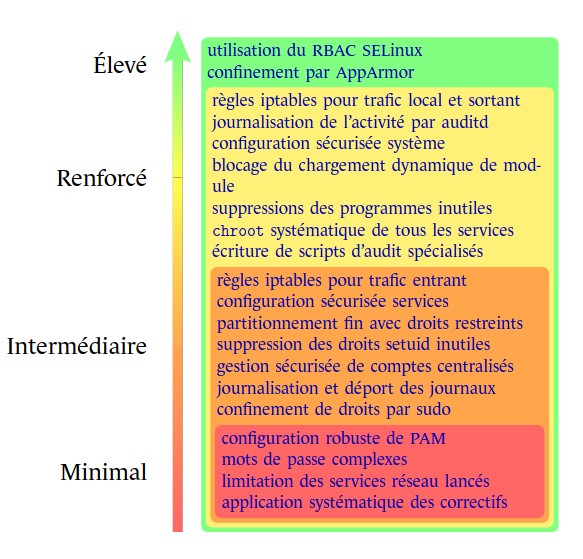 Élevé
utilisation du RBAC SELinux
confinement par AppArmor
règles iptables pour trafic local et sortant
journalisation de l'activité par auditd
configuration sécurisée système
Renforcé
blocage du chargement dynamique de mod-
ule
suppressions des programmes inutiles
chroot systématique de tous les services
écriture de scripts d'audit spécialisés
règles iptables pour trafic entrant
configuration sécurisée services
partitionnement fin avec droits restreints
Intermédiaire
suppression des droits setuid inutiles
gestion sécurisée de comptes centralisés
journalisation et déport des journaux
confinement de droits par sudo
configuration robuste de PAM
mots de passe complexes
Minimal
limitation des services réseau lancés
application systématique des correctifs